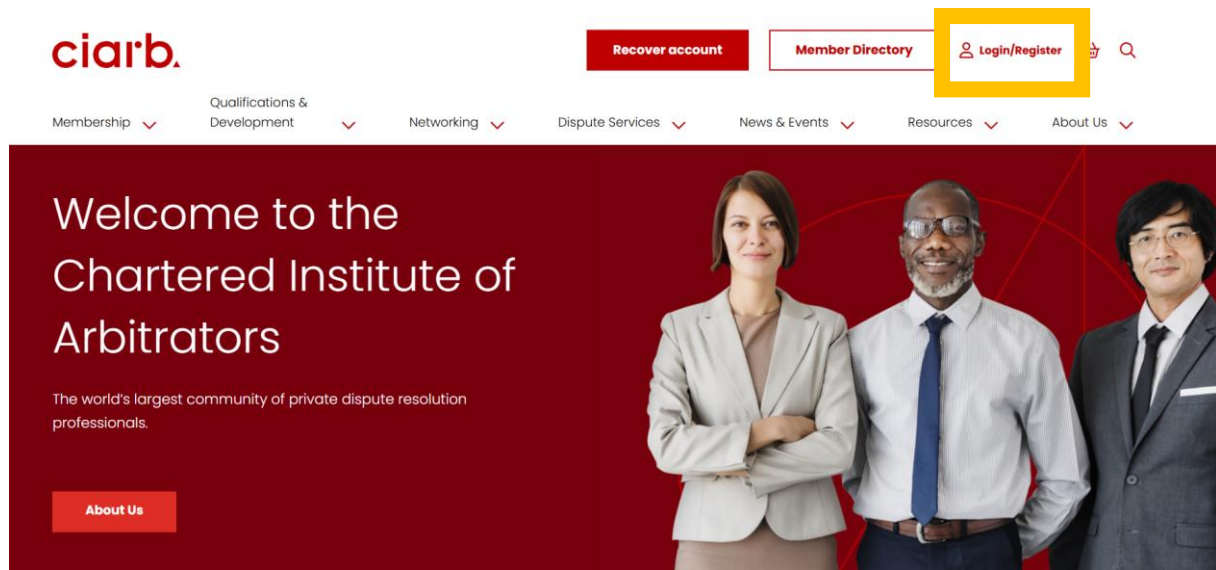 ciarb.
Recover account
Member Directory
Login/Register
Membership
Qualifications &
Development
Networking
Dispute Services
News & Events
Resources
About Us
Welcome to the
Chartered Institute of
Arbitrators
The world's largest community of private dispute resolution
professionals.
About Us